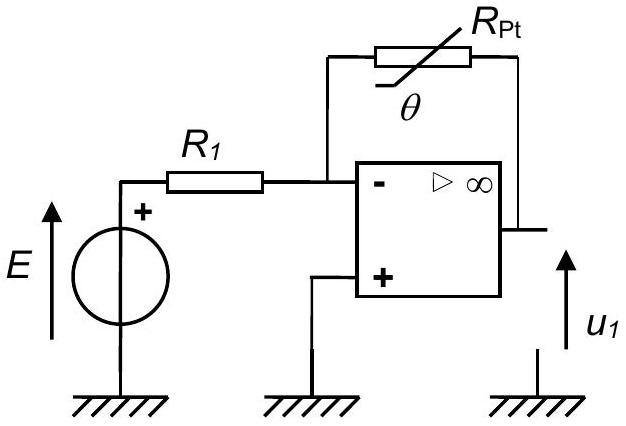 R_Pt
θ
R_1
- ▷ ∞
+
E
+
u_1